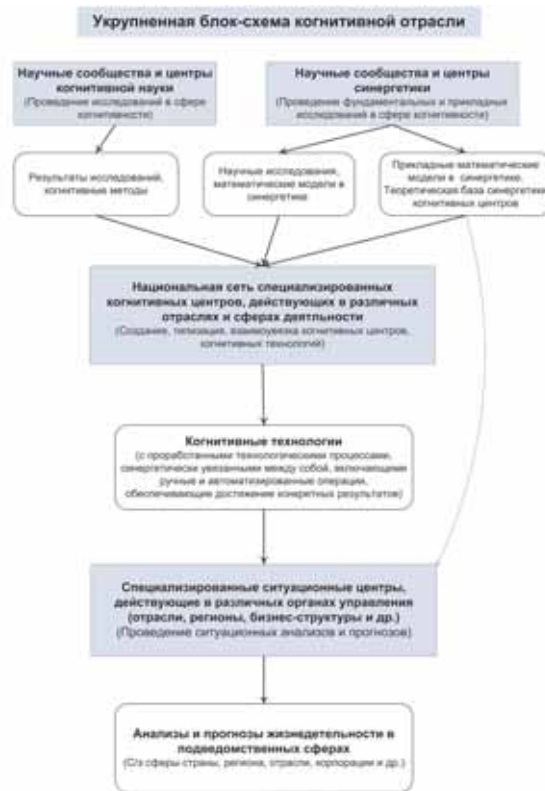 Укрупненная блок-схема когнитивной отрасли
Научные сообщества и центры
когнитивной науки
(Проведение исследований в сфере
когнитивности)
Научные сообщества и центры
синергетики
(Проведение фундаментальных и прикладных
исследований в сфере когнитивности)
Результаты исследований,
когнитивные методы
Научные исследования,
математические модели в
синергетике
Прикладные математические
модели в синергетике.
Теоретическая база синергетики
когнитивных центров
Национальная сеть специализированных
когнитивных центров, действующих в различных
отраслях и сферах деятльности
(Создание, типизация, взаимоувязка когнитивных центров,
когнитивных технологий)
Когнитивные технологии
(с проработанными технологическими процессами,
синергетически увязанными между собой, включающими
ручные и автоматизированные операции,
обеспечивающие достижение конкретных результатов)
Специализированные ситуационные центры,
действующие в различных органах управления
(отрасли, регионы, бизнес-структуры и др.)
(Проведение ситуационных анализов и прогнозов)
Анализы и прогнозы жизнедетельности в
подведомственных сферах
(С/э сферы страны, региона, отрасли, корпорации и др.)